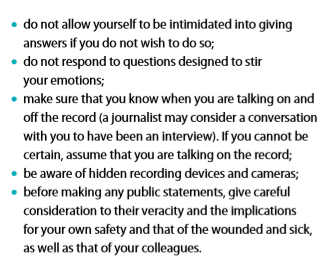 • do not allow yourself to be intimidated into giving
answers if you do not wish to do so;
• do not respond to questions designed to stir
your emotions;
• make sure that you know when you are talking on and
off the record (a journalist may consider a conversation
with you to have been an interview). If you cannot be
certain, assume that you are talking on the record;
• be aware of hidden recording devices and cameras;
• before making any public statements, give careful
consideration to their veracity and the implications
for your own safety and that of the wounded and sick,
as well as that of your colleagues.